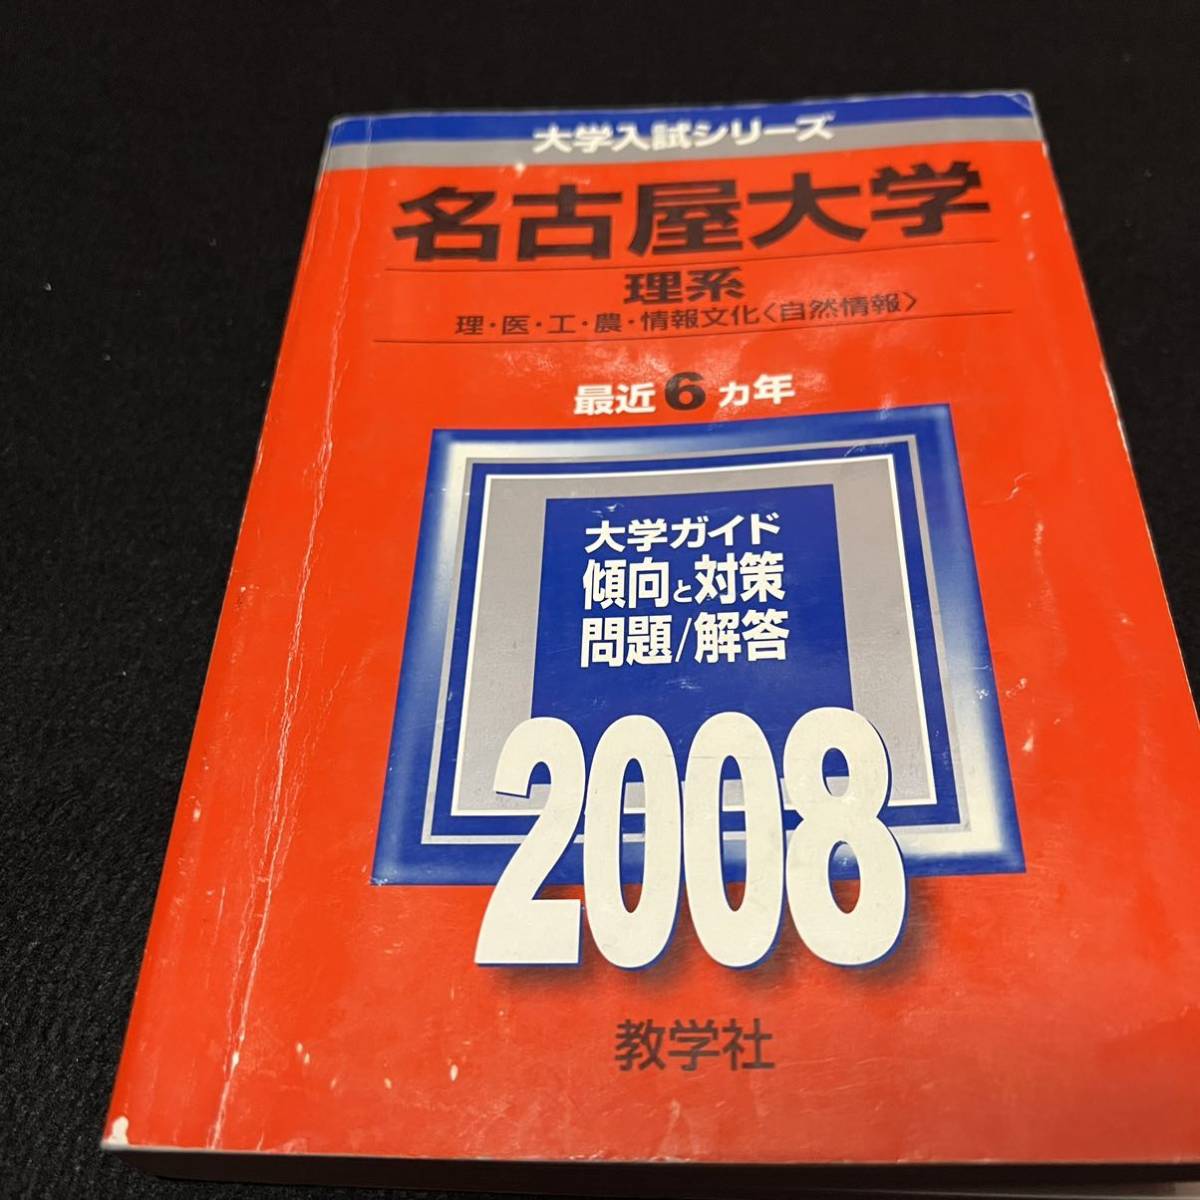 大学入試シリーズ
名古屋大学
理系
理・医・工・農・情報文化〈自然情報〉
最近6ヵ年
大学ガイド
傾向と対策
問題/解答
2008
教学社